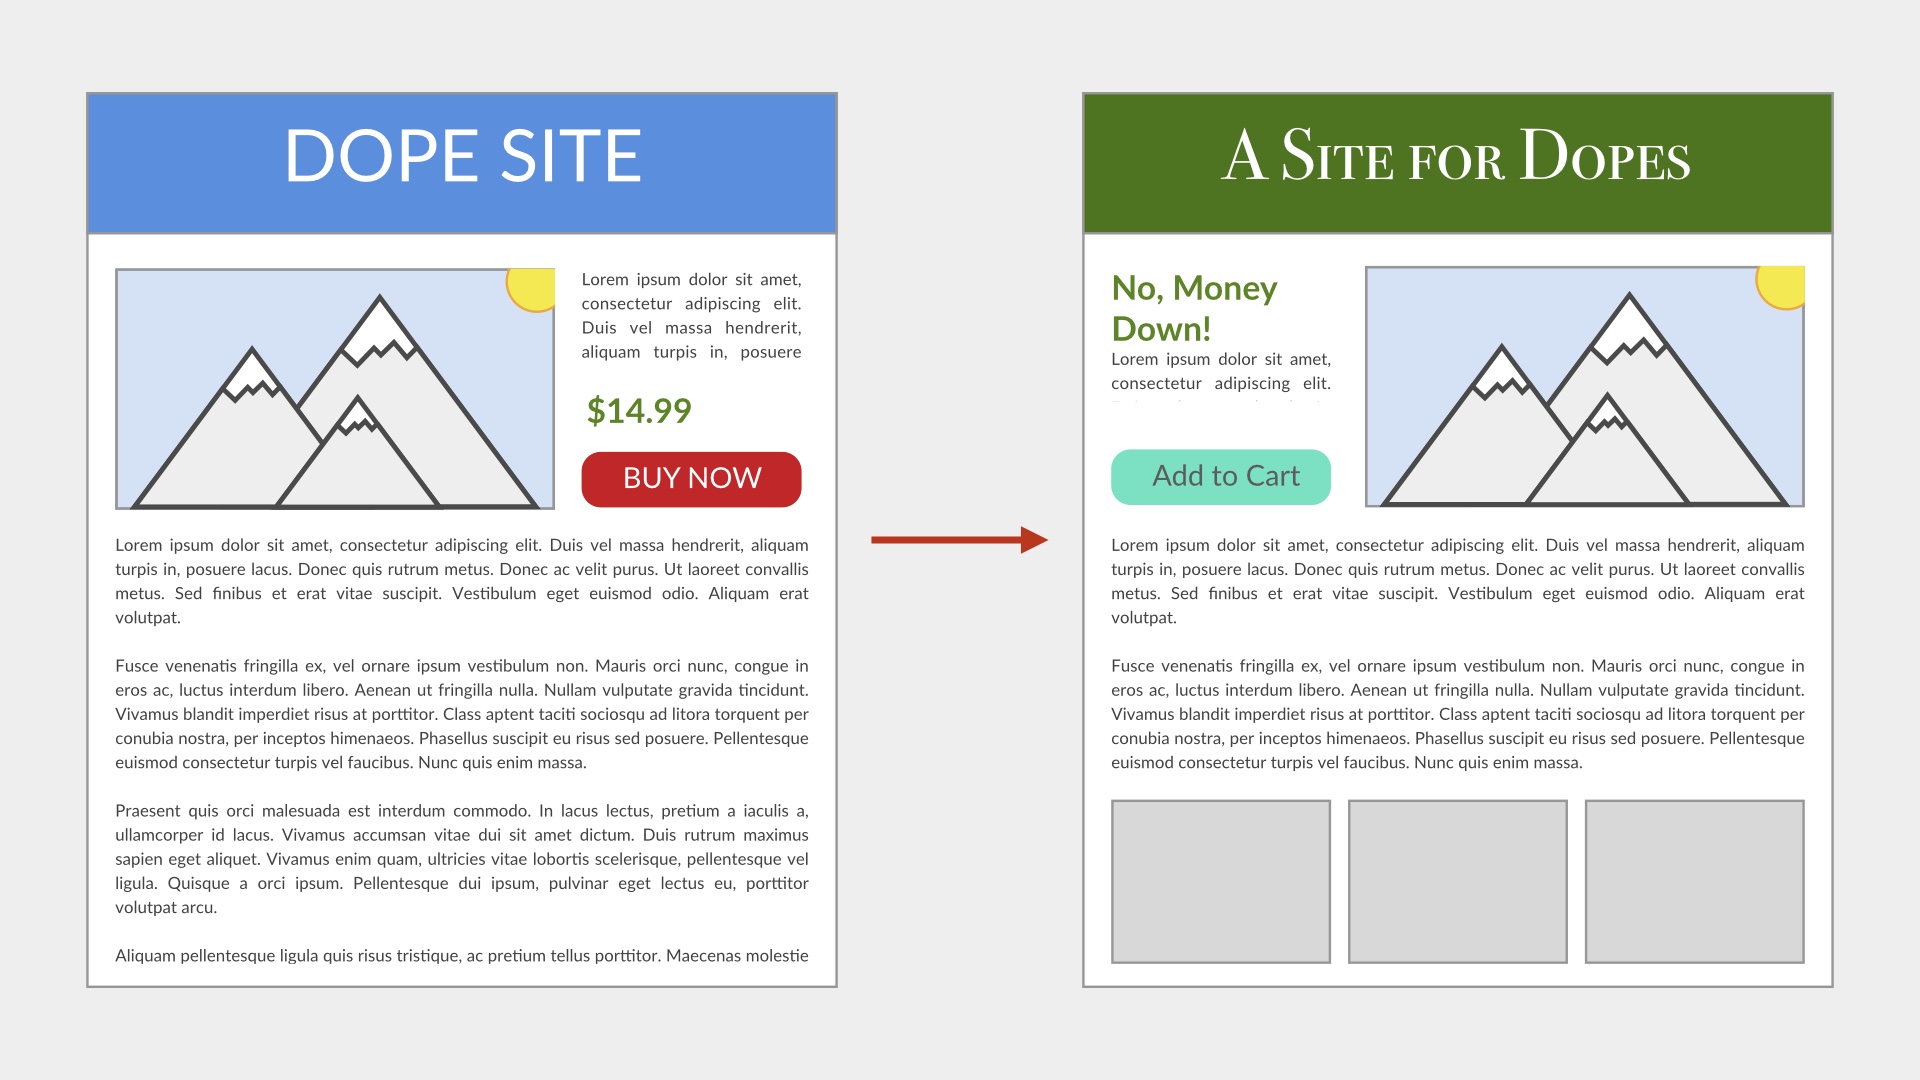 DOPE SITE
Lorem ipsum dolor sit amet,
consectetur adipiscing elit.
Duis vel massa hendrerit,
aliquam turpis in, posuere
$14.99
BUY NOW
Lorem ipsum dolor sit amet, consectetur adipiscing elit. Duis vel massa hendrerit, aliquam
turpis in, posuere lacus. Donec quis rutrum metus. Donec ac velit purus. Ut laoreet convallis
metus. Sed finibus et erat vitae suscipit. Vestibulum eget euismod odio. Aliquam erat
volutpat.
Fusce venenatis fringilla ex, vel ornare ipsum vestibulum non. Mauris orci nunc, congue in
eros ac, luctus interdum libero. Aenean ut fringilla nulla. Nullam vulputate gravida tincidunt.
Vivamus blandit imperdiet risus at porttitor. Class aptent taciti sociosqu ad litora torquent per
conubia nostra, per inceptos himenaeos. Phasellus suscipit eu risus sed posuere. Pellentesque
euismod consectetur turpis vel faucibus. Nunc quis enim massa.
Praesent quis orci malesuada est interdum commodo. In lacus lectus, pretium a iaculis a,
ullamcorper id lacus. Vivamus accumsan vitae dui sit amet dictum. Duis rutrum maximus
sapien eget aliquet. Vivamus enim quam, ultricies vitae lobortis scelerisque, pellentesque vel
ligula. Quisque a orci ipsum. Pellentesque dui ipsum, pulvinar eget lectus eu, porttitor
volutpat arcu.
Aliquam pellentesque ligula quis risus tristique, ac pretium tellus porttitor. Maecenas molestie
A Site for Dopes
No, Money
Down!
Lorem ipsum dolor sit amet,
consectetur adipiscing elit.
Add to Cart
Lorem ipsum dolor sit amet, consectetur adipiscing elit. Duis vel massa hendrerit, aliquam
turpis in, posuere lacus. Donec quis rutrum metus. Donec ac velit purus. Ut laoreet convallis
metus. Sed finibus et erat vitae suscipit. Vestibulum eget euismod odio. Aliquam erat
volutpat.
Fusce venenatis fringilla ex, vel ornare ipsum vestibulum non. Mauris orci nunc, congue in
eros ac, luctus interdum libero. Aenean ut fringilla nulla. Nullam vulputate gravida tincidunt.
Vivamus blandit imperdiet risus at porttitor. Class aptent taciti sociosqu ad litora torquent per
conubia nostra, per inceptos himenaeos. Phasellus suscipit eu risus sed posuere. Pellentesque
euismod consectetur turpis vel faucibus. Nunc quis enim massa.